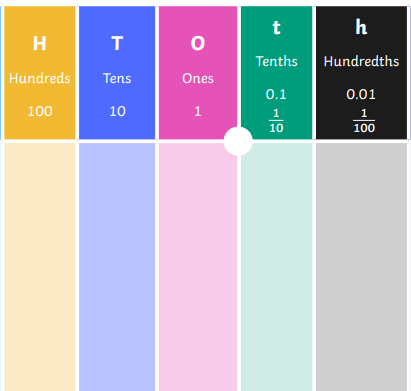 H
Hundreds
100
T
Tens
10
O
Ones
1
t
Tenths
0.1
1
10
h
Hundredths
0.01
1
100